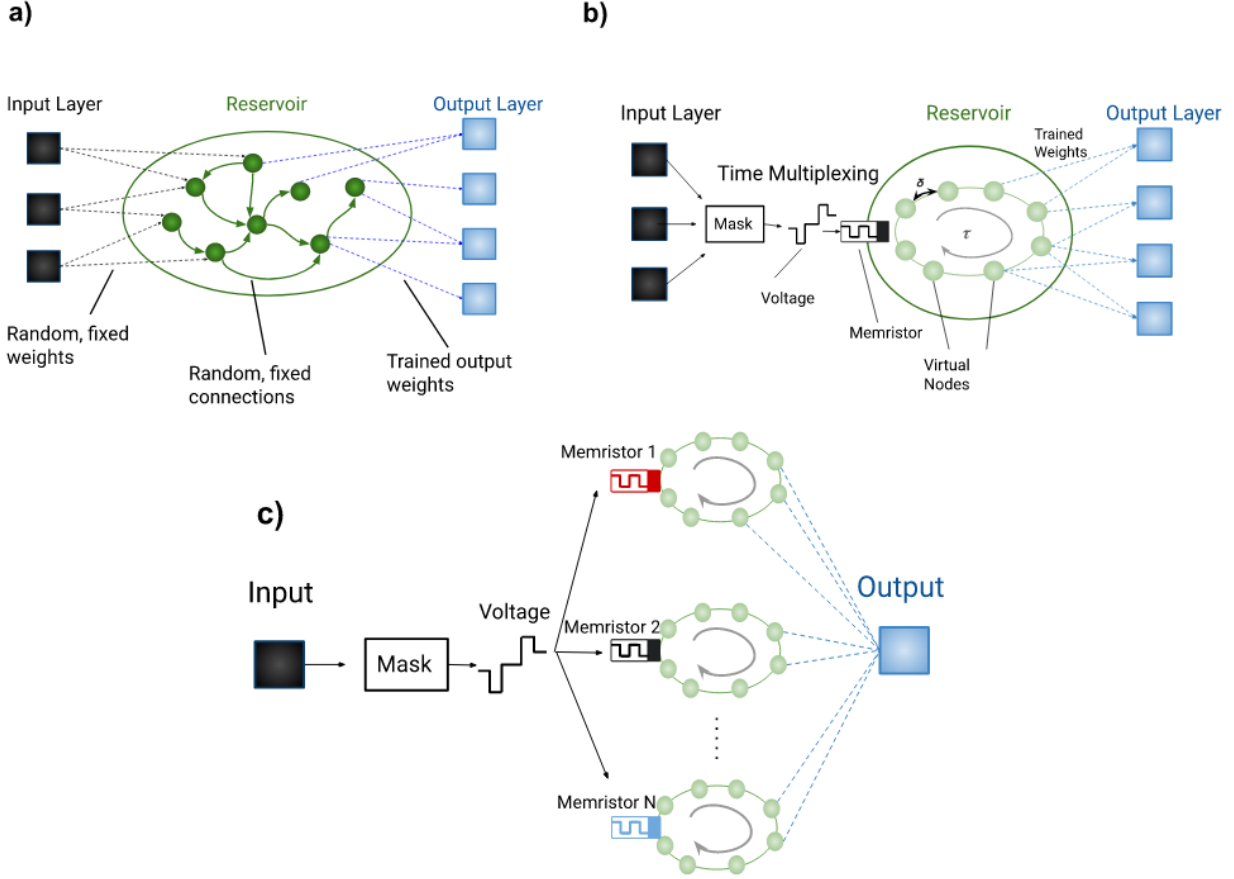 a)
Input Layer
Reservoir
Output Layer
Random, fixed
weights
Random, fixed
connections
Trained output
weights
b)
Input Layer
Reservoir
Output Layer
Trained
Weights
Time Multiplexing
δ
Mask
τ
Voltage
Memristor
Virtual
Nodes
c)
Input
Mask
Voltage
Memristor 1
Memristor 2
Memristor N
Output